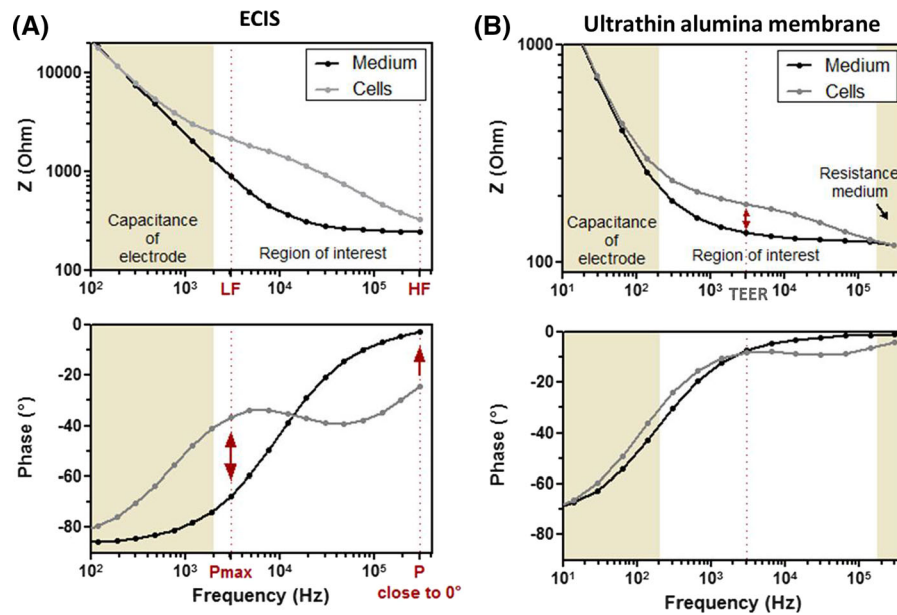 (A)
ECIS
Z (Ohm)
10000
1000
100
Medium
Cells
Capacitance
of
electrode
Region of interest
10²
10³
10⁴
10⁵
LF
HF
Phase (°)
0
-20
-40
-60
-80
10²
10³
10⁴
10⁵
Pmax
P
close to 0°
Frequency (Hz)
(B)
Ultrathin alumina membrane
Z (Ohm)
1000
100
Medium
Cells
Resistance
medium
Capacitance
of
electrode
Region of interest
10¹
10²
10³
10⁴
10⁵
TEER
Phase (°)
0
-20
-40
-60
-80
10¹
10²
10³
10⁴
10⁵
Frequency (Hz)